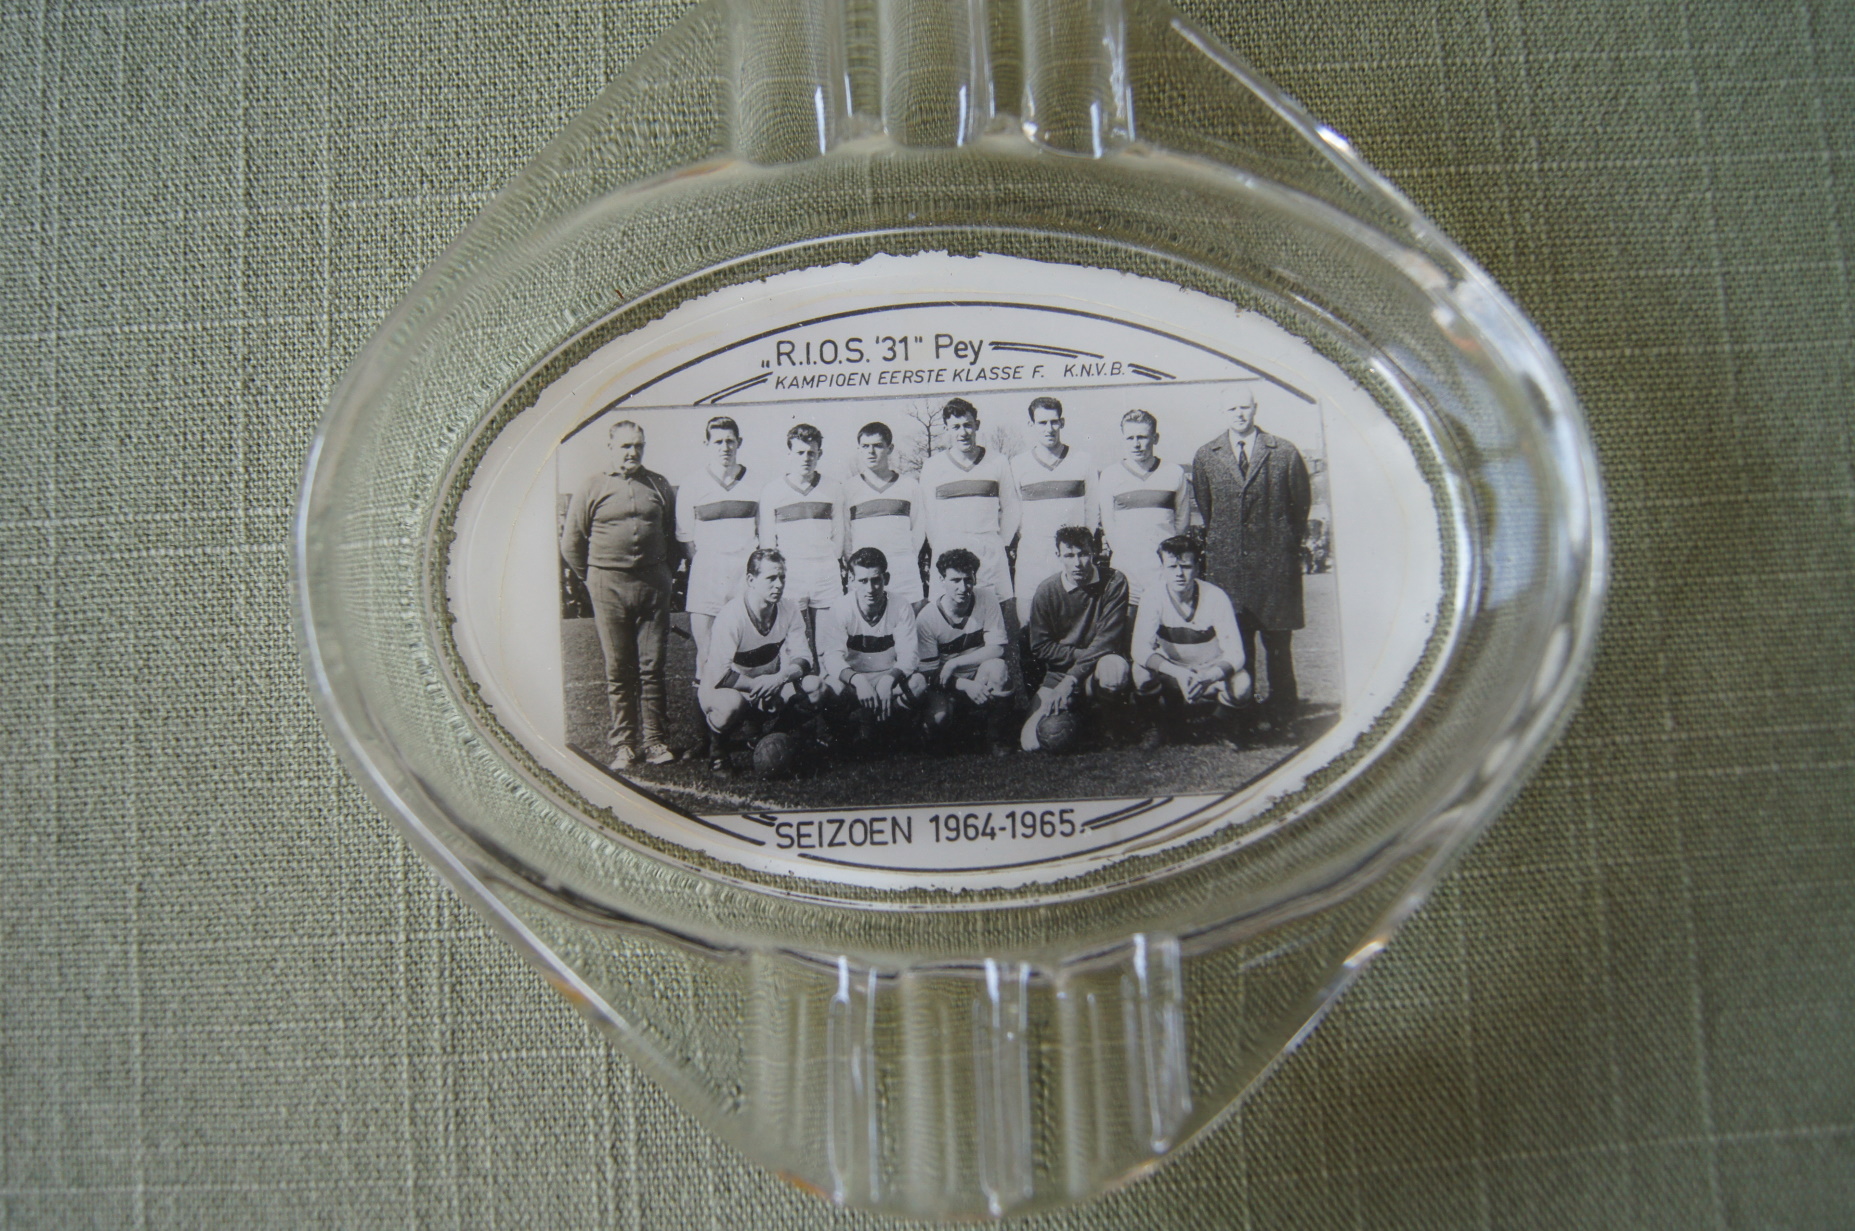 „R.I.O.S. '31" Pey
KAMPIOEN EERSTE KLASSE F. K.N.V.B.
SEIZOEN 1964-1965.